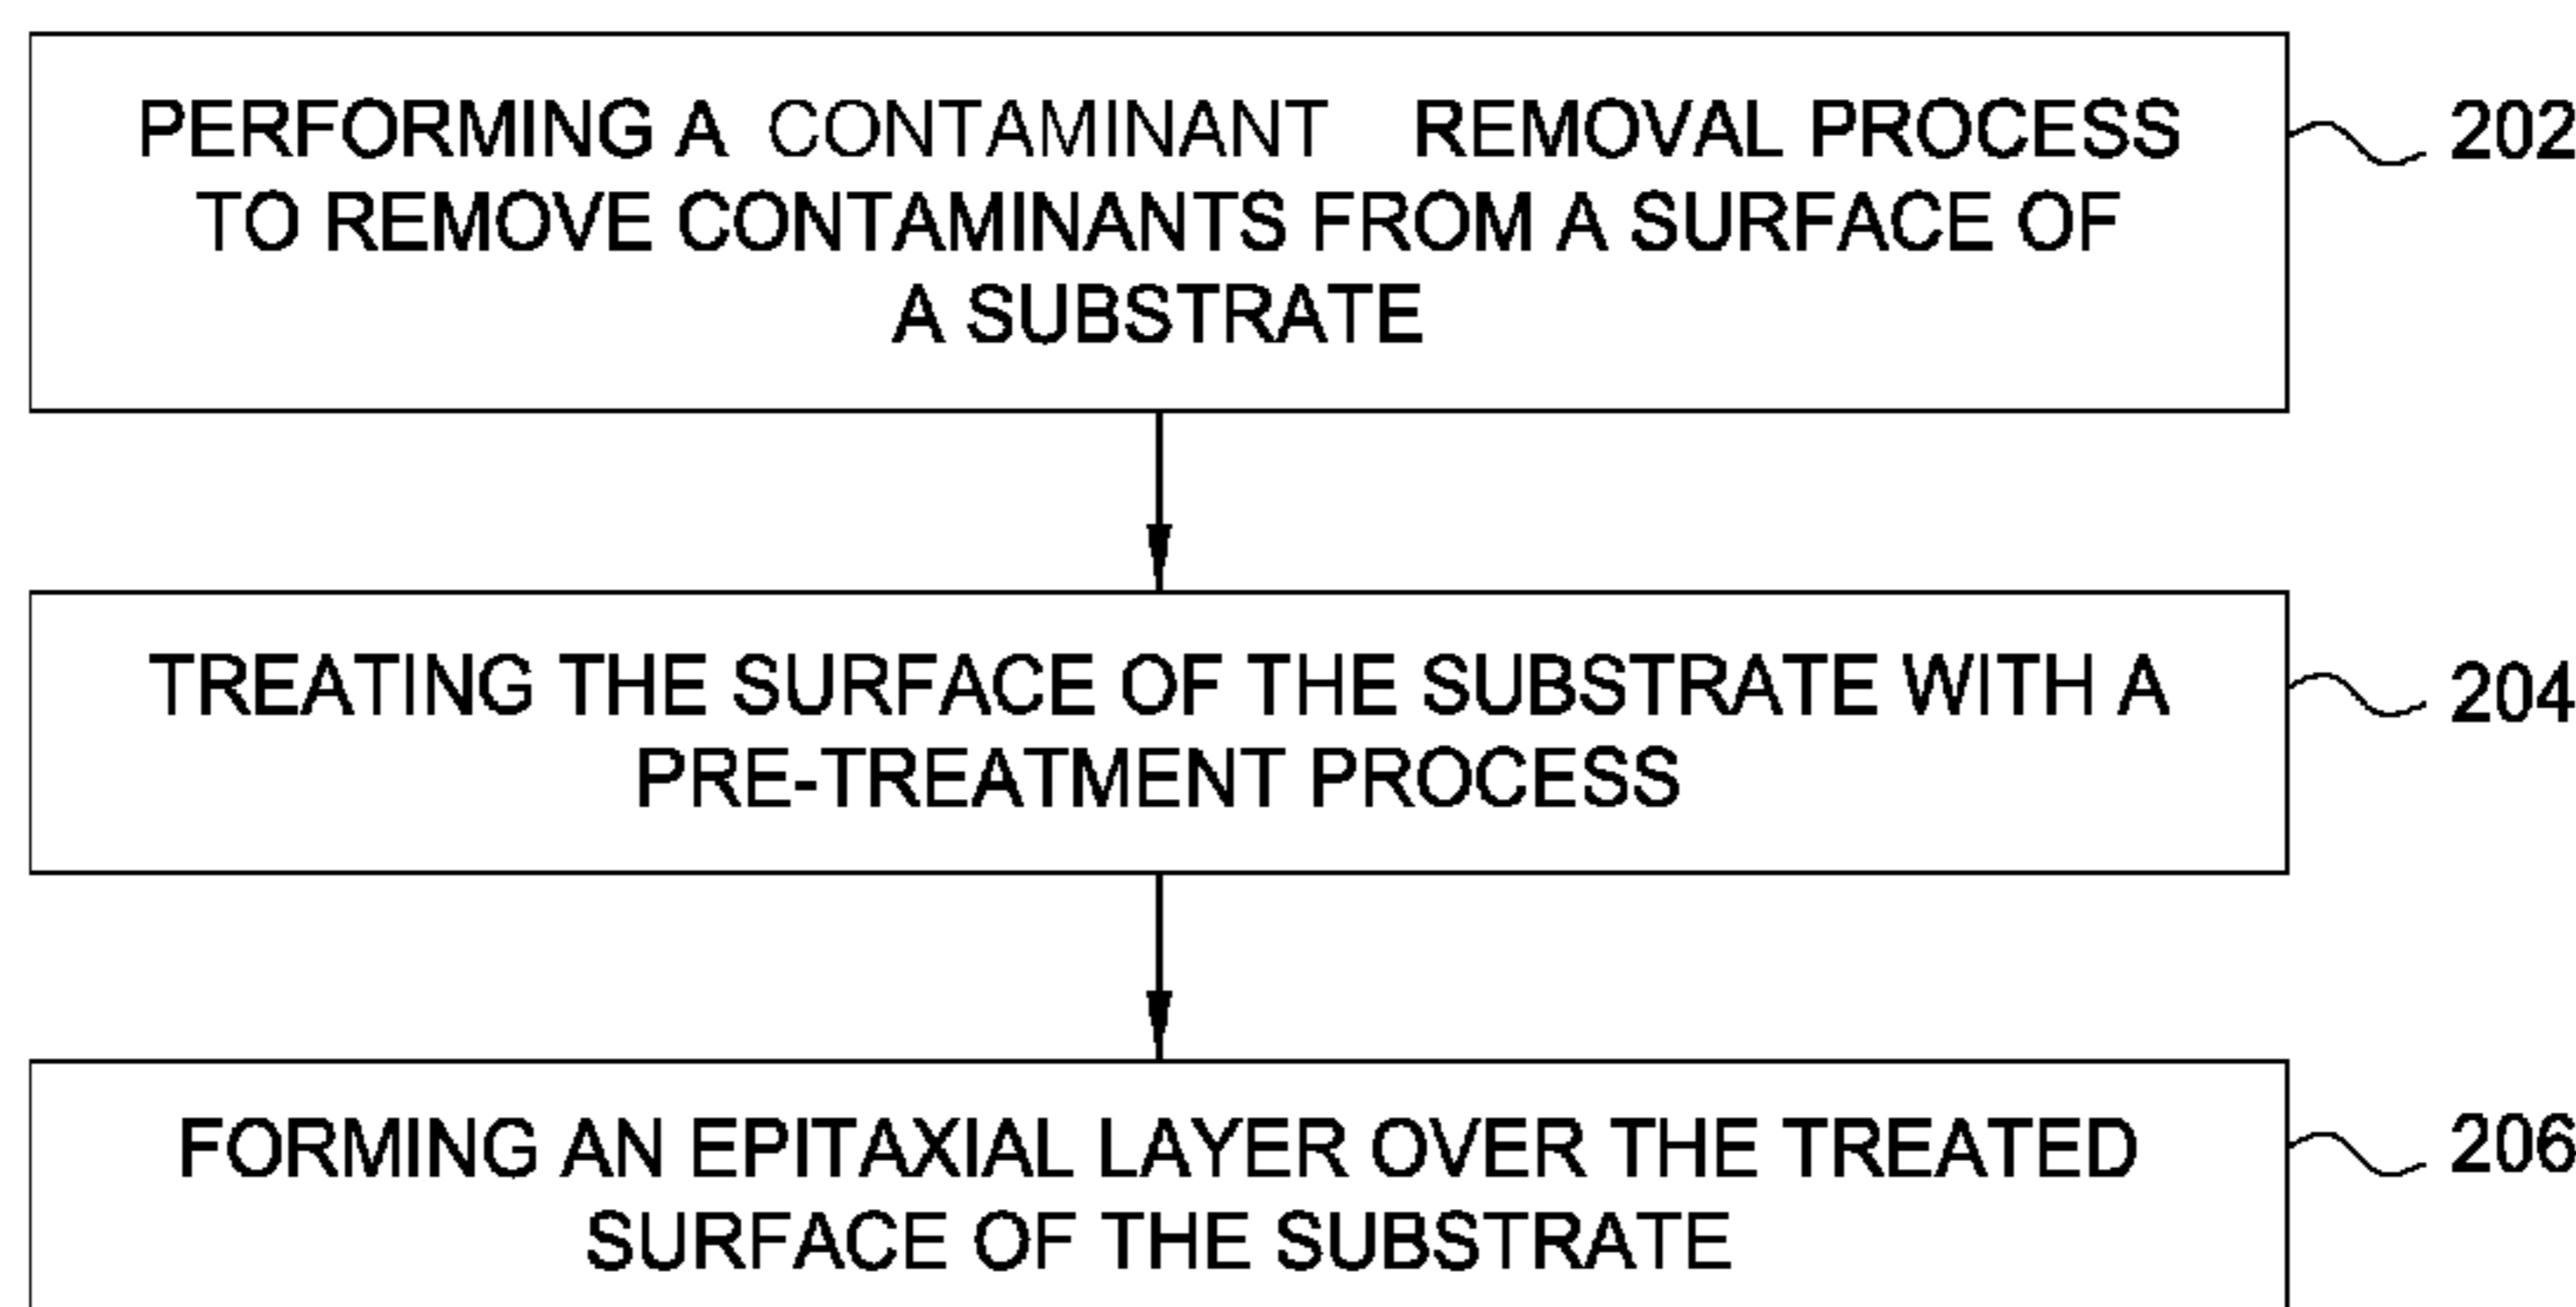 PERFORMING A CONTAMINANT REMOVAL PROCESS
TO REMOVE CONTAMINANTS FROM A SURFACE OF
A SUBSTRATE
202
TREATING THE SURFACE OF THE SUBSTRATE WITH A
PRE-TREATMENT PROCESS
204
FORMING AN EPITAXIAL LAYER OVER THE TREATED
SURFACE OF THE SUBSTRATE
206